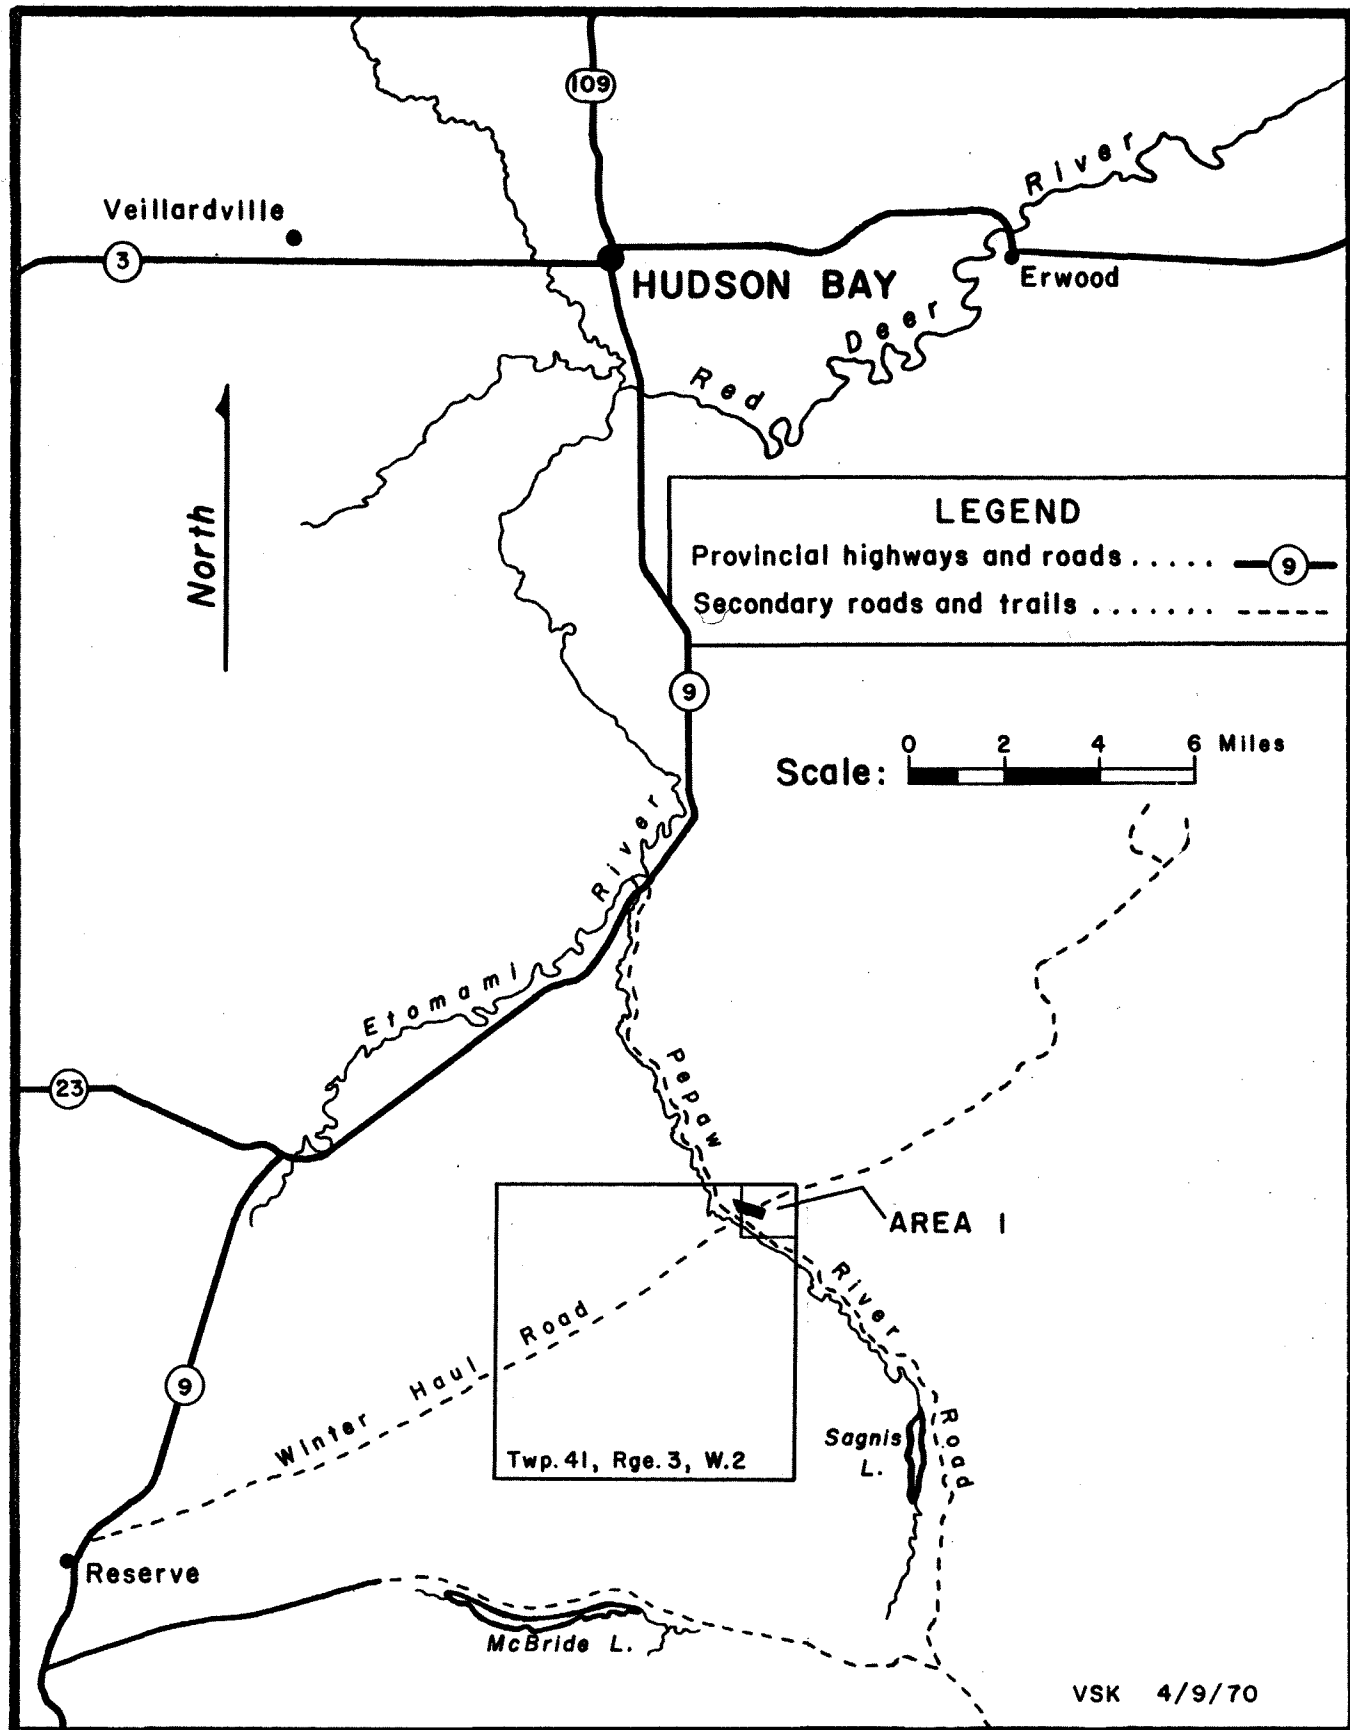 109
Veillardville
3
HUDSON BAY
Erwood
Red Deer River
North
LEGEND
Provincial highways and roads ..... 9
Secondary roads and trails .......
9
0 2 4 6 Miles
Scale:
Etomami River
23
Pepaw River Road
AREA 1
Winter Haul Road
9
Sagnis
L.
Twp. 41, Rge. 3, W.2
Reserve
McBride L.
VSK 4/9/70